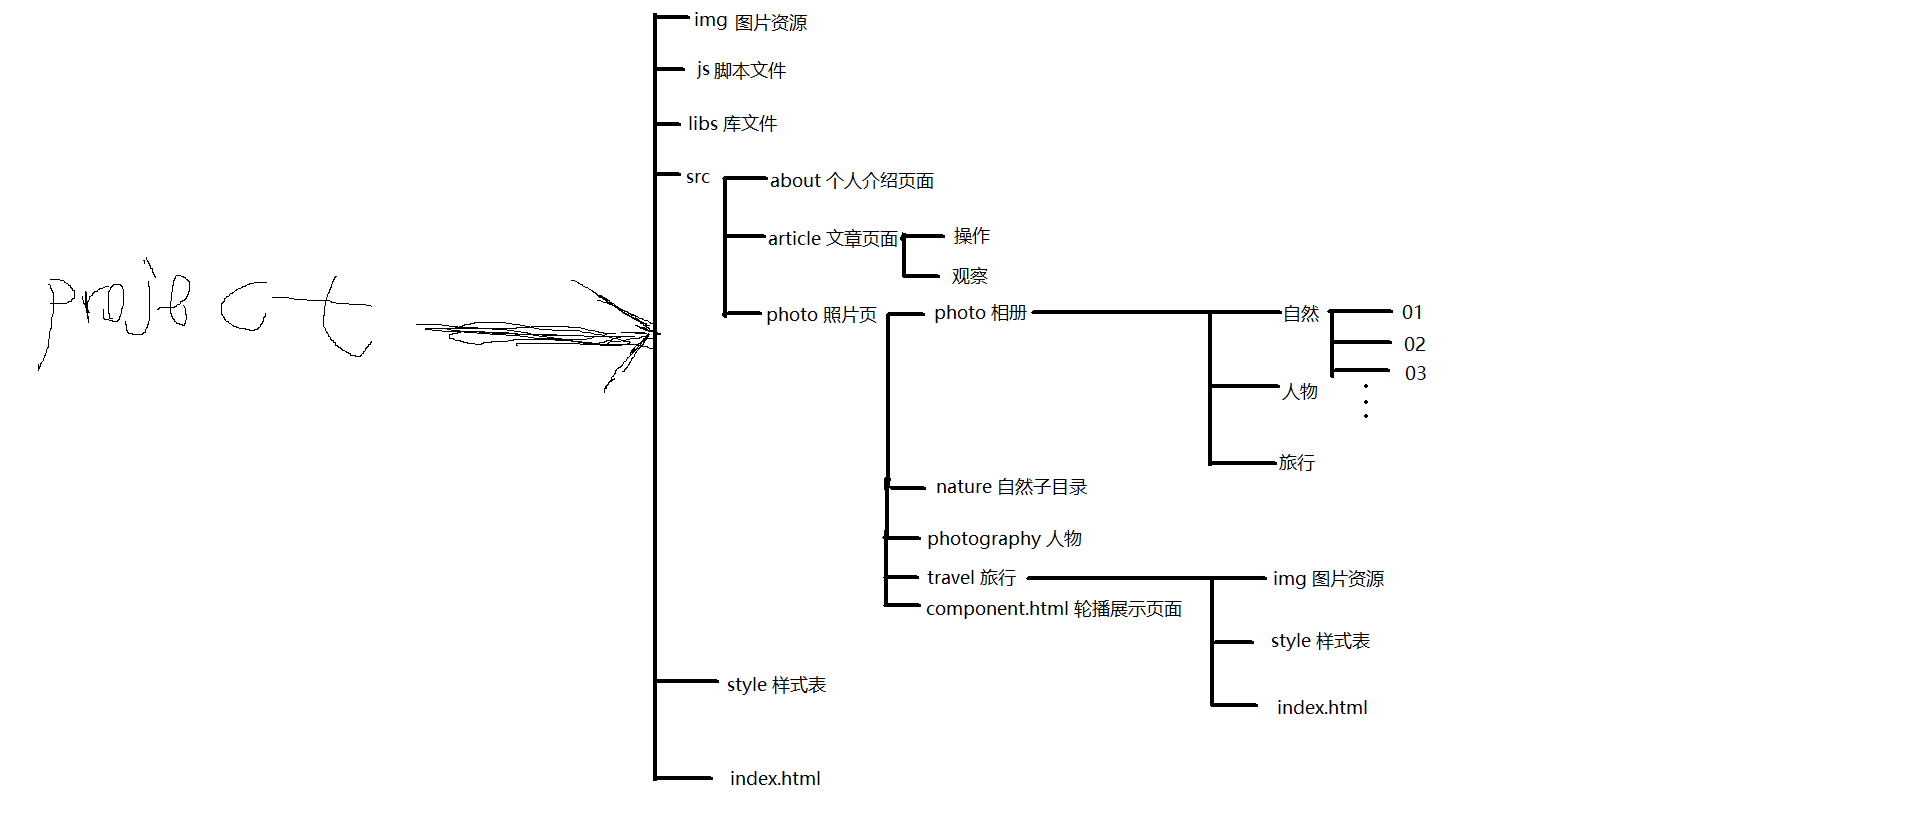 project
img 图片资源
js 脚本文件
libs 库文件
src
about 个人介绍页面
article 文章页面
操作
观察
photo 照片页
photo 相册
自然
01
02
03
人物
旅行
nature 自然子目录
photography 人物
travel 旅行
img 图片资源
style 样式表
index.html
component.html 轮播展示页面
style 样式表
index.html